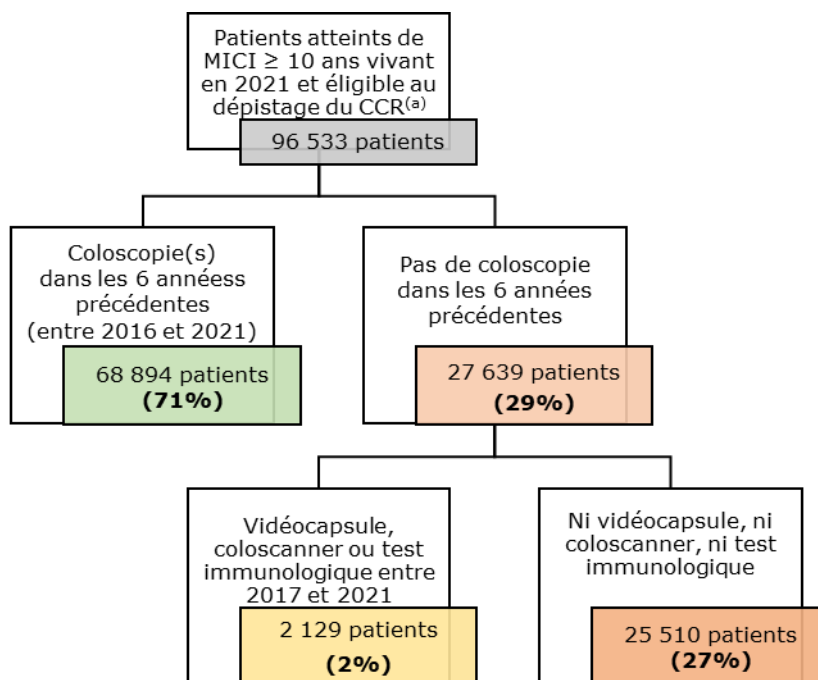 Patients atteints de
MICI ≥ 10 ans vivant
en 2021 et éligible au
dépistage du CCR(a)
96 533 patients
Coloscopie(s)
dans les 6 annéess
précédentes
(entre 2016 et 2021)
68 894 patients
(71%)
Pas de coloscopie
dans les 6 années
précédentes
27 639 patients
(29%)
Vidéocapsule,
coloscanner ou test
immunologique entre
2017 et 2021
2 129 patients
(2%)
Ni vidéocapsule, ni
coloscanner, ni test
immunologique
25 510 patients
(27%)